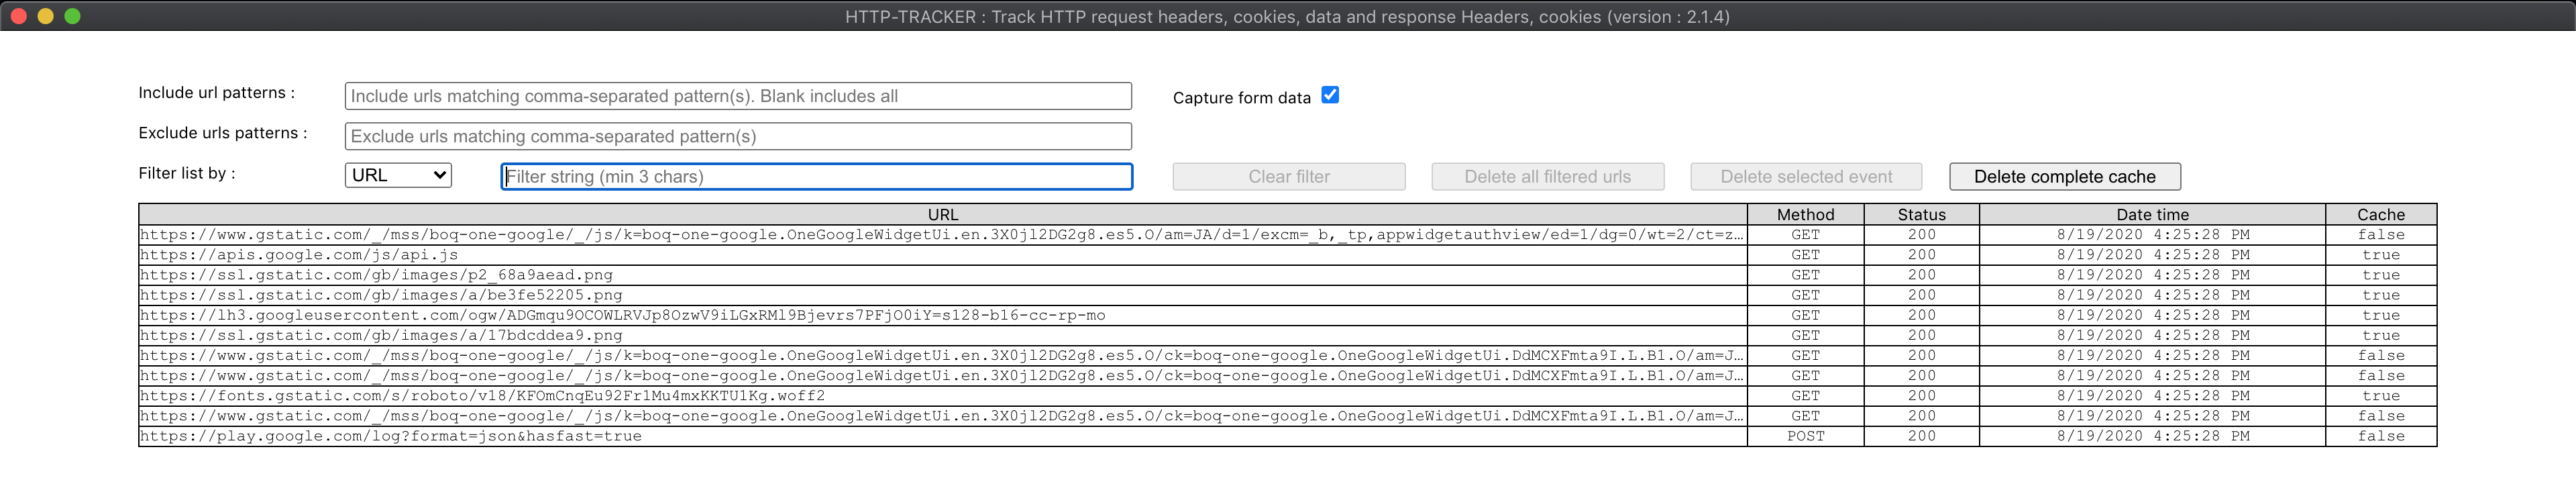 HTTP-TRACKER : Track HTTP request headers, cookies, data and response Headers, cookies (version : 2.1.4)
Include url patterns : Include urls matching comma-separated pattern(s). Blank includes all Capture form data
Exclude urls patterns : Exclude urls matching comma-separated pattern(s)
Filter list by : URL Filter string (min 3 chars) Clear filter Delete all filtered urls Delete selected event Delete complete cache
URL Method Status Date time Cache
https://www.gstatic.com/_/mss/boq-one-google/_/js/k=boq-one-google.OneGoogleWidgetUi.en.3X0jl2DG2g8.es5.O/am=JA/d=1/excm=_b,_tp,appwidgetauthview/ed=1/dg=0/wt=2/ct=z… GET 200 8/19/2020 4:25:28 PM false
https://apis.google.com/js/api.js GET 200 8/19/2020 4:25:28 PM true
https://ssl.gstatic.com/gb/images/p2_68a9aead.png GET 200 8/19/2020 4:25:28 PM true
https://ssl.gstatic.com/gb/images/a/be3fe52205.png GET 200 8/19/2020 4:25:28 PM true
https://lh3.googleusercontent.com/ogw/ADGmqu9OCOWLRVJp8OzwV9iLGxRMl9Bjevrs7PFjO0iY=s128-b16-cc-rp-mo GET 200 8/19/2020 4:25:28 PM true
https://ssl.gstatic.com/gb/images/a/17bdcddea9.png GET 200 8/19/2020 4:25:28 PM true
https://www.gstatic.com/_/mss/boq-one-google/_/js/k=boq-one-google.OneGoogleWidgetUi.en.3X0jl2DG2g8.es5.O/ck=boq-one-google.OneGoogleWidgetUi.DdMCXFmta9I.L.B1.O/am=J… GET 200 8/19/2020 4:25:28 PM false
https://www.gstatic.com/_/mss/boq-one-google/_/js/k=boq-one-google.OneGoogleWidgetUi.en.3X0jl2DG2g8.es5.O/ck=boq-one-google.OneGoogleWidgetUi.DdMCXFmta9I.L.B1.O/am=J… GET 200 8/19/2020 4:25:28 PM false
https://fonts.gstatic.com/s/roboto/v18/KFOmCnqEu92Fr1Mu4mxKKTU1Kg.woff2 GET 200 8/19/2020 4:25:28 PM true
https://www.gstatic.com/_/mss/boq-one-google/_/js/k=boq-one-google.OneGoogleWidgetUi.en.3X0jl2DG2g8.es5.O/ck=boq-one-google.OneGoogleWidgetUi.DdMCXFmta9I.L.B1.O/am=J… GET 200 8/19/2020 4:25:28 PM false
https://play.google.com/log?format=json&hasfast=true POST 200 8/19/2020 4:25:28 PM false